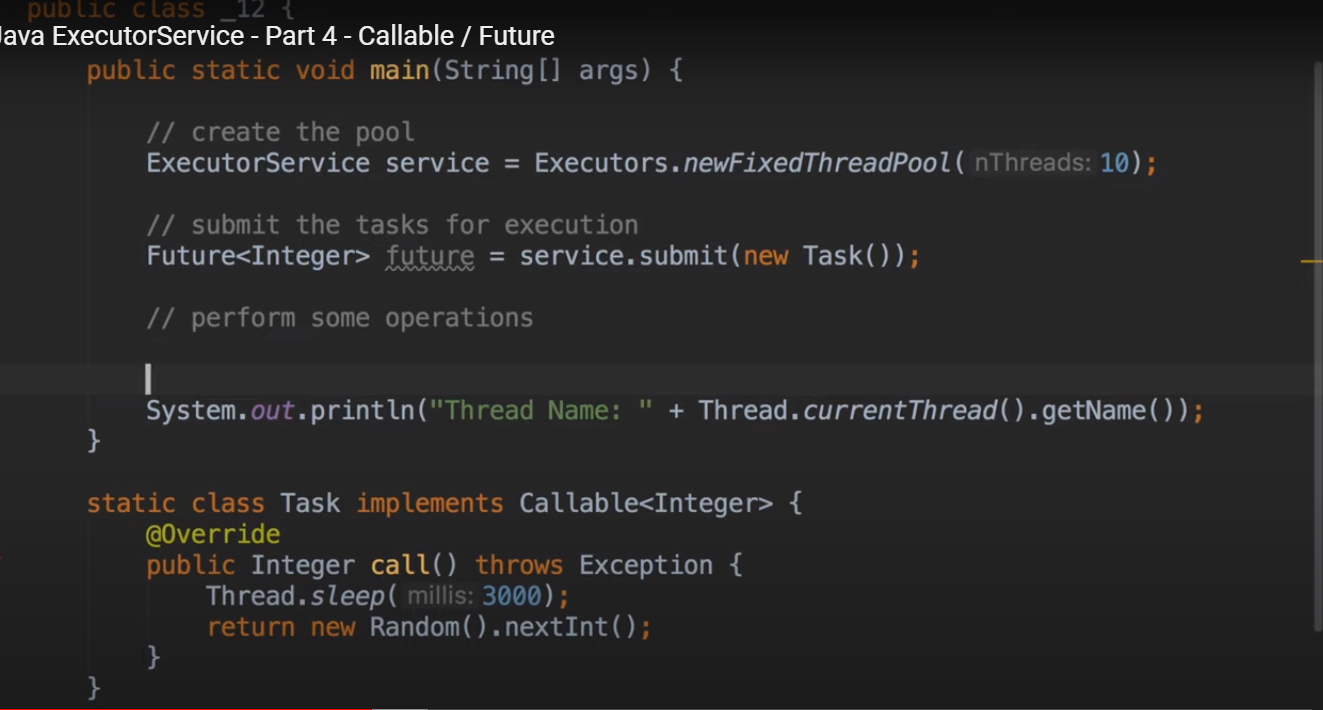 public class _12 {
Java ExecutorService - Part 4 - Callable / Future
public static void main(String[] args) {
// create the pool
ExecutorService service = Executors.newFixedThreadPool( nThreads: 10);
// submit the tasks for execution
Future<Integer> future = service.submit(new Task());
// perform some operations
System.out.println("Thread Name: " + Thread.currentThread().getName());
}
static class Task implements Callable<Integer> {
@Override
public Integer call() throws Exception {
Thread.sleep( millis: 3000);
return new Random().nextInt();
}
}